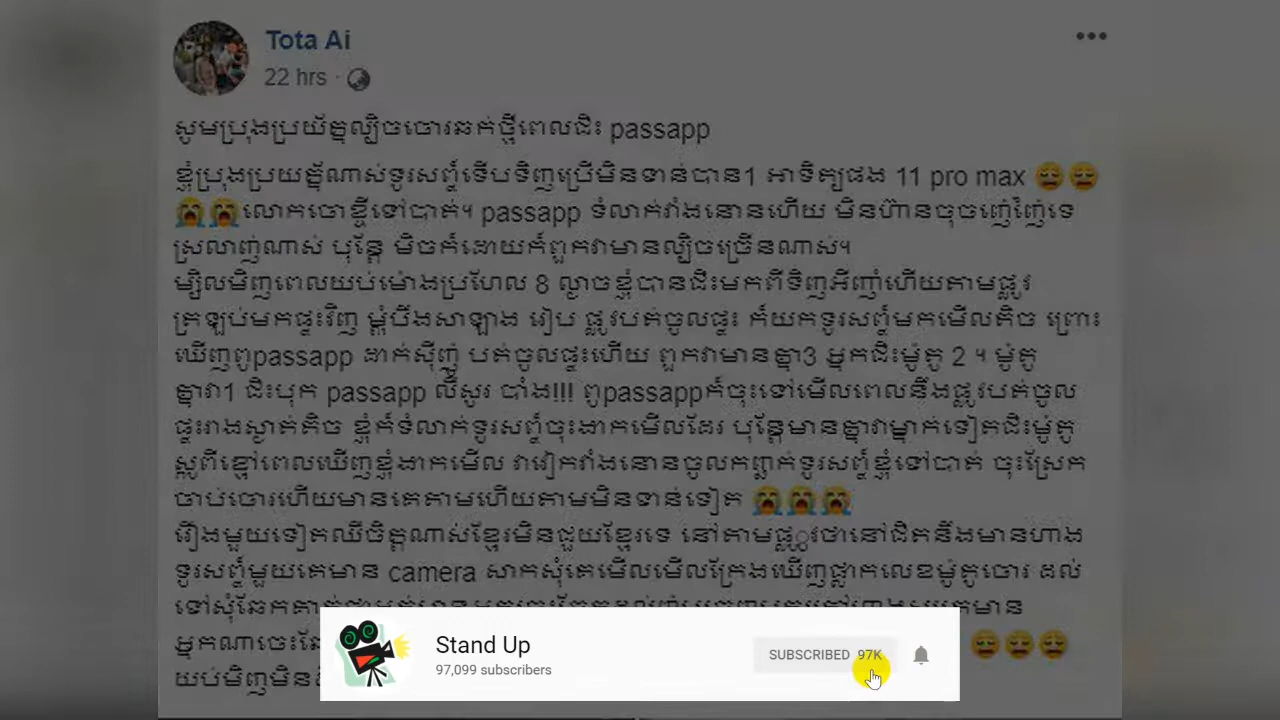 Tota Ai
22 hrs ·
សូមប្រុងប្រយ័ត្នល្បិចចោរឆក់ថ្មីពេលជិះ passapp
ខ្ញុំប្រុងប្រយត្ន័ណាស់ទូរសព្ទ័ទើបទិញប្រើមិនទាន់បាន1 អាទិត្យផង 11 pro max 😩😩
😭😭លោកចោខ្ចីទៅបាត់។ passapp ទំលាក់វាំងនោនហើយ មិនហ៊ានចុចញ៉េញ៉ៃទេ
ស្រលាញ់ណាស់ ប៉ុន្តែ មិចក៏ដោយក៏ពួកវាមានល្បិចច្រើនណាស់។
ម្សិលមិញពេលយប់ម៉ោងប្រហែល 8 ល្ងាចខ្ញុំបានជិះមកពីទិញអីញ៉ាំហើយតាមផ្លូវ
ត្រឡប់មកផ្ទះវិញ ម្តុំបឹងសាឡាង រៀប ផ្លូវបត់ចូលផ្ទះ ក៏យកទូរសព្ទ័មកមើលតិច ព្រោះ
ឃើញពូpassapp ដាក់ស៊ីញ៉ូ បត់ចូលផ្ទះហើយ ពួកវាមានគ្នា3 អ្នកជិះម៉ូតូ 2 ។ ម៉ូតូ
គ្នាវា1 ជិះបុក passapp លឺសូរ បាំង!!! ពូpassappក៏ចុះទៅមើលពេលនឹងផ្លូវបត់ចូល
ផ្ទះរាងស្ងាត់តិច ខ្ញុំក៏ទំលាក់ទូរសព្ទ័ចុះងាកមើលដែរ ប៉ុន្តែមានគ្នាវាម្នាក់ទៀតជិះម៉ូតូ
ស្កូពីខ្មៅពេលឃើញខ្ញុំងាកមើល វាវៀកវាំងនោនចូលកញ្ឆក់ទូរសព្ទ័ខ្ញុំទៅបាត់ ចុះស្រែក
ចាប់ចោរហើយមានគេតាមហើយតាមមិនទាន់ទៀត 😭😭😭
រឿងមួយទៀតឈឺចិត្តណាស់ខ្មែរមិនជួយខ្មែរទេ នៅតាមផ្លូវថានៅជិតនឹងមានហាង
ទូរសព្ទ័មួយគេមាន camera សាកសុំគេមើលមើលក្រែងឃើញផ្លាកលេខម៉ូតូចោរ ដល់
Stand Up
97,099 subscribers
SUBSCRIBED 97K